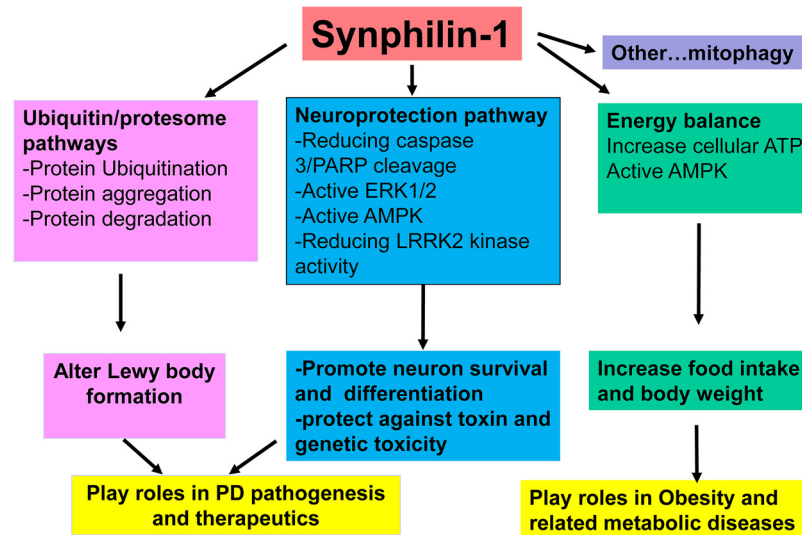 Synphilin-1
Other…mitophagy
Ubiquitin/protesome
pathways
-Protein Ubiquitination
-Protein aggregation
-Protein degradation
Neuroprotection pathway
-Reducing caspase
3/PARP cleavage
-Active ERK1/2
-Active AMPK
-Reducing LRRK2 kinase
activity
Energy balance
Increase cellular ATP
Active AMPK
Alter Lewy body
formation
-Promote neuron survival
and differentiation
-protect against toxin and
genetic toxicity
Increase food intake
and body weight
Play roles in PD pathogenesis
and therapeutics
Play roles in Obesity and
related metabolic diseases